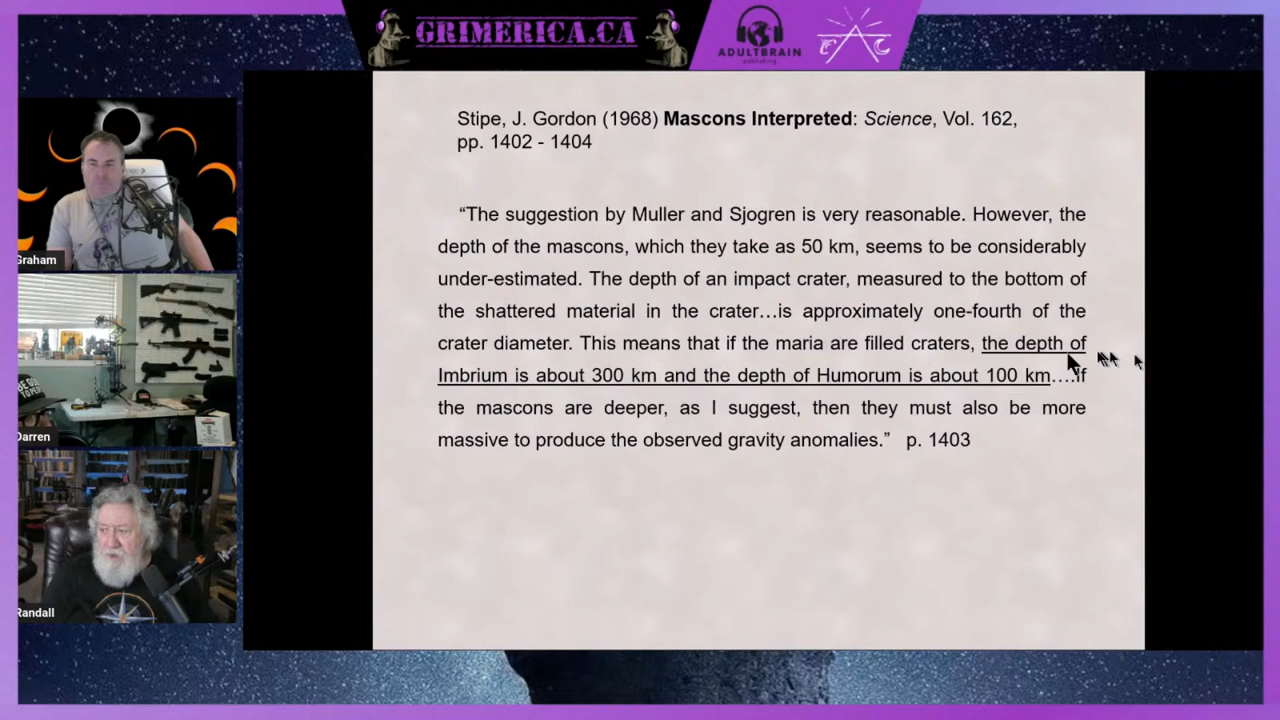 GRIMERICA.CA
ADULTBRAIN
publishing
C C
Stipe, J. Gordon (1968) Mascons Interpreted: Science, Vol. 162,
pp. 1402 - 1404
“The suggestion by Muller and Sjogren is very reasonable. However, the
depth of the mascons, which they take as 50 km, seems to be considerably
under-estimated. The depth of an impact crater, measured to the bottom of
the shattered material in the crater…is approximately one-fourth of the
crater diameter. This means that if the maria are filled craters, the depth of
Imbrium is about 300 km and the depth of Humorum is about 100 km….if
the mascons are deeper, as I suggest, then they must also be more
massive to produce the observed gravity anomalies.” p. 1403
Graham
Darren
Randall